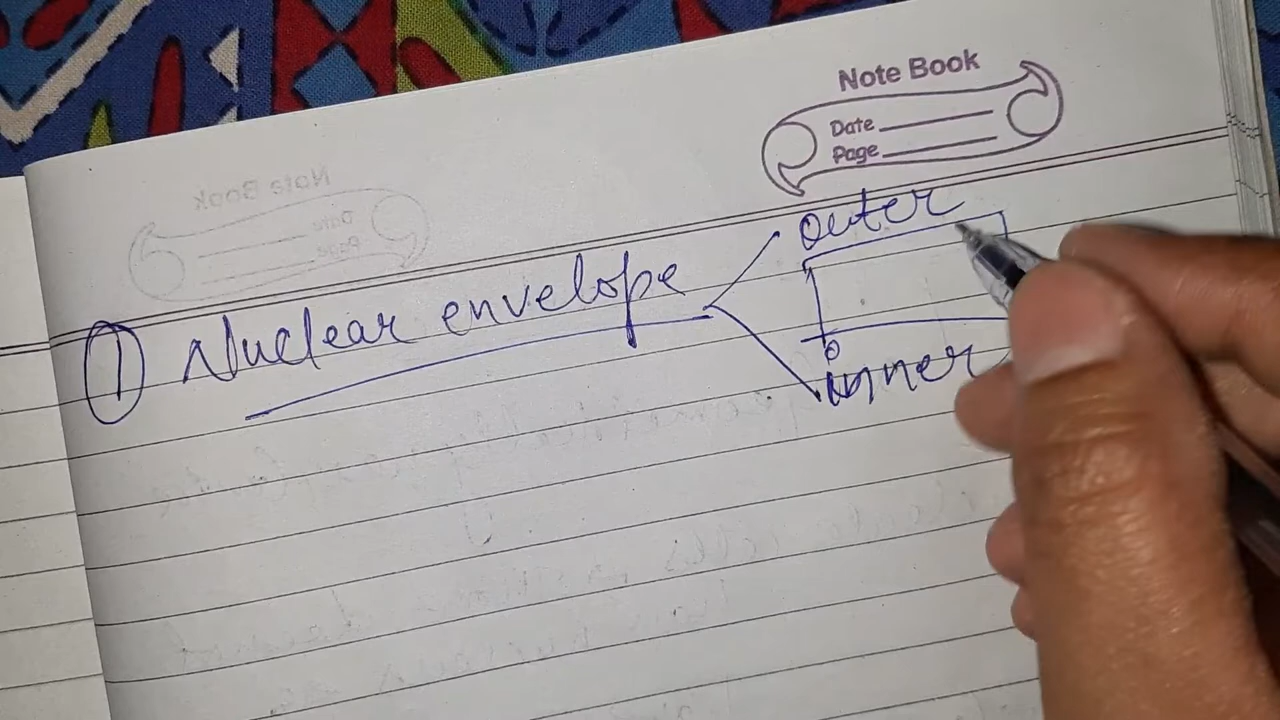 Note Book
Date
Page
outer
① Nuclear envelope
inner